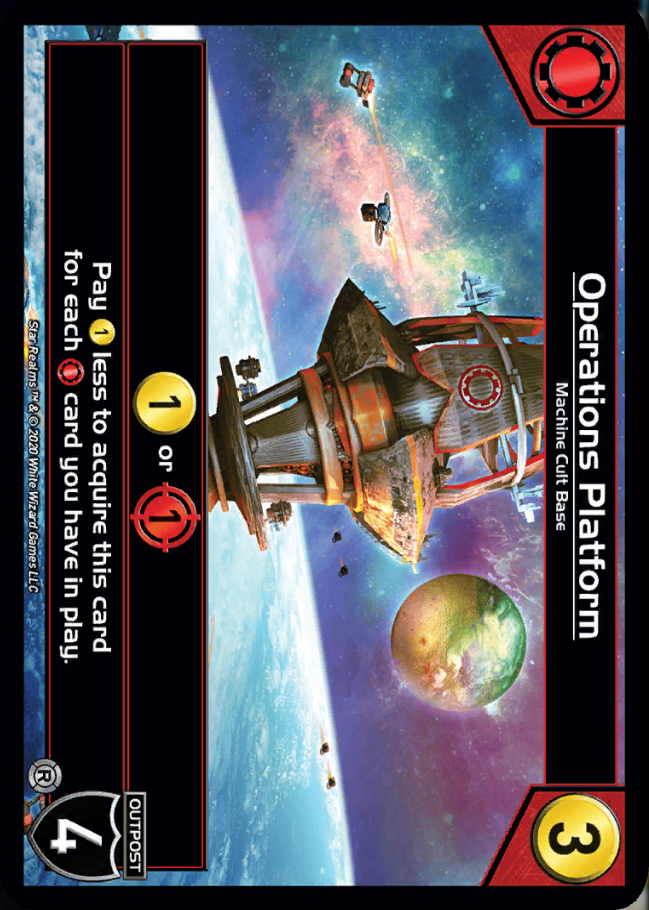 Operations Platform
Machine Cult Base
3
1 or 1
Pay 1 less to acquire this card
for each card you have in play.
OUTPOST
4
R
Star Realms™ & © 2020 White Wizard Games LLC